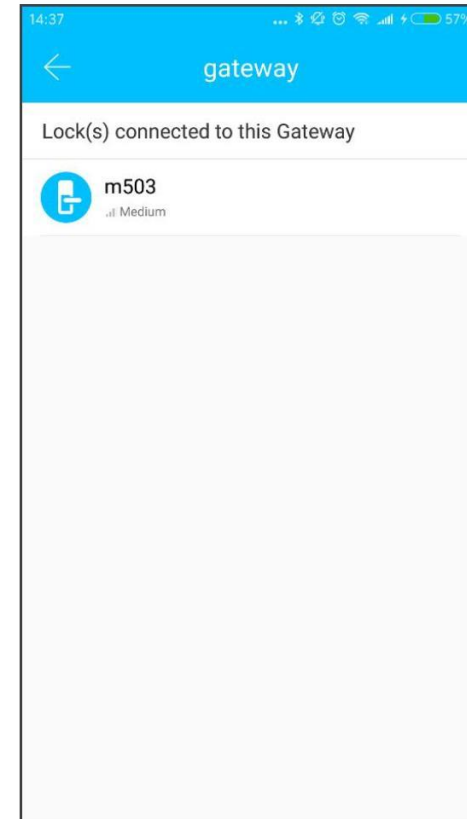 14:37 ... 57%
gateway
Lock(s) connected to this Gateway
m503
Medium